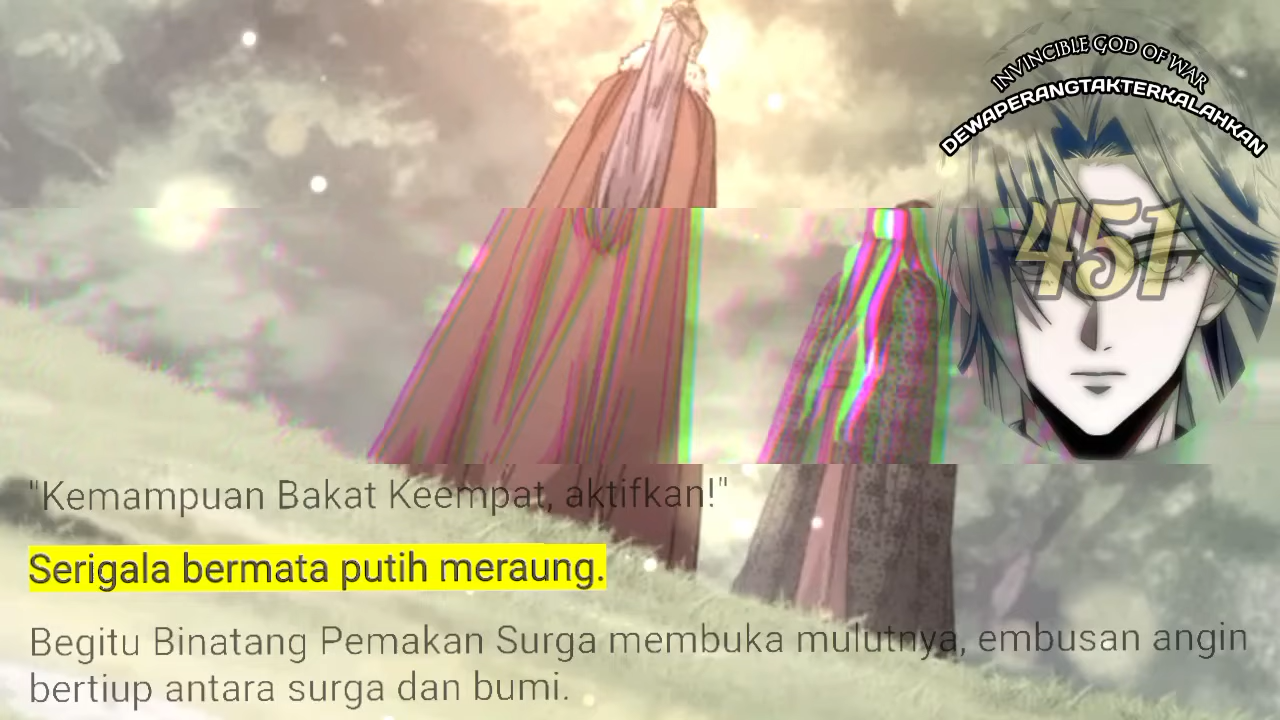 INVINCIBLE GOD OF WAR
DEWAPERANGTAKTERKALAHKAN
451
"Kemampuan Bakat Keempat, aktifkan!"
Serigala bermata putih meraung.
Begitu Binatang Pemakan Surga membuka mulutnya, embusan angin
bertiup antara surga dan bumi.